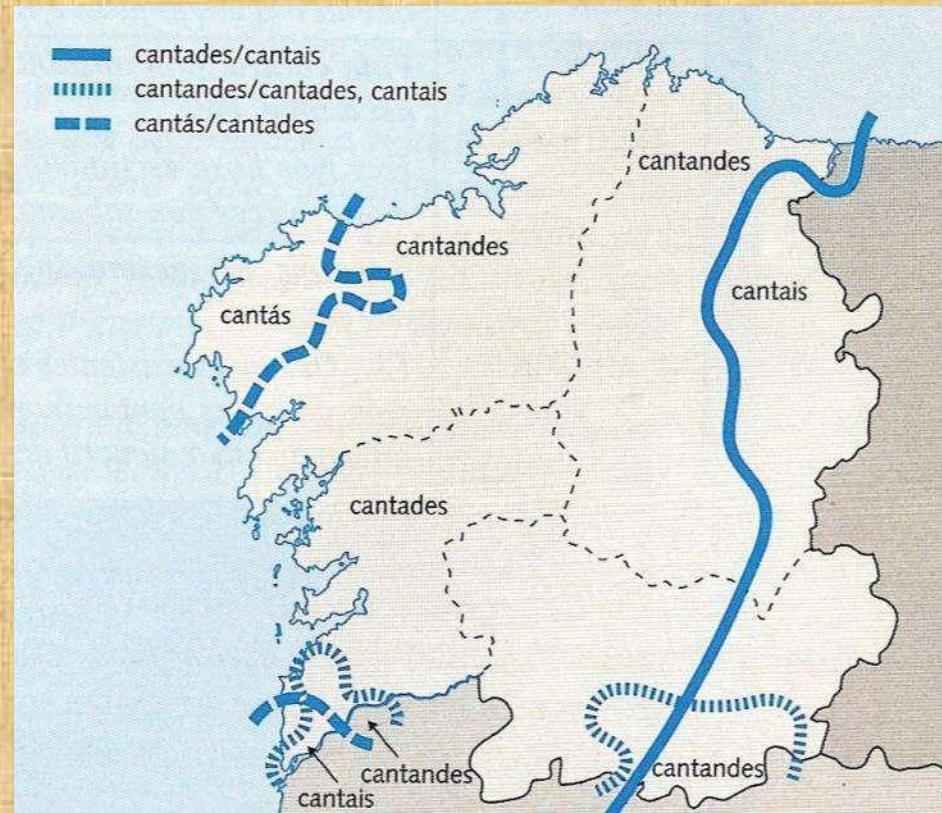 cantades/cantais
cantandes/cantades, cantais
cantás/cantades
cantandes
cantandes
cantais
cantás
cantades
cantandes
cantandes
cantais